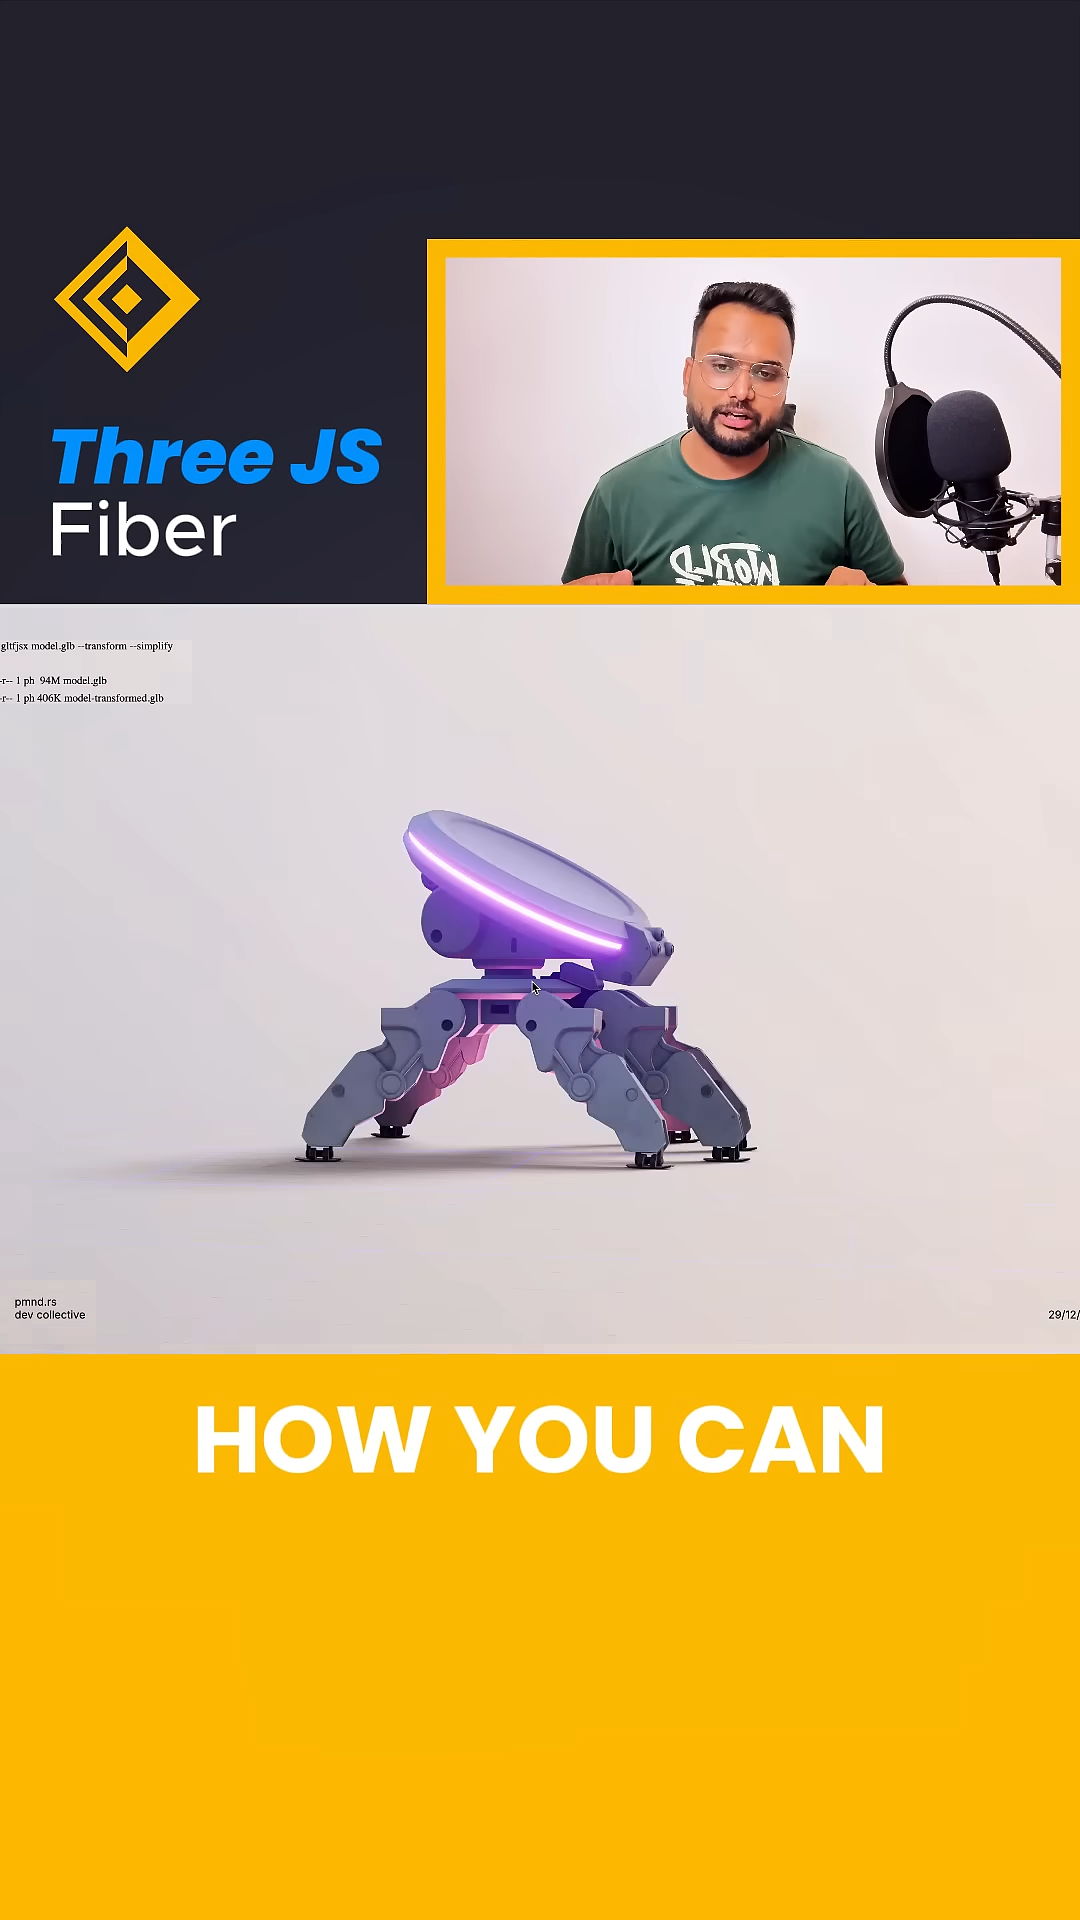 Three JS
Fiber
WORLD
gltfjsx model.glb --transform --simplify
-r-- 1 ph 94M model.glb
-r-- 1 ph 406K model-transformed.glb
pmnd.rs
dev collective
29/12/
HOW YOU CAN